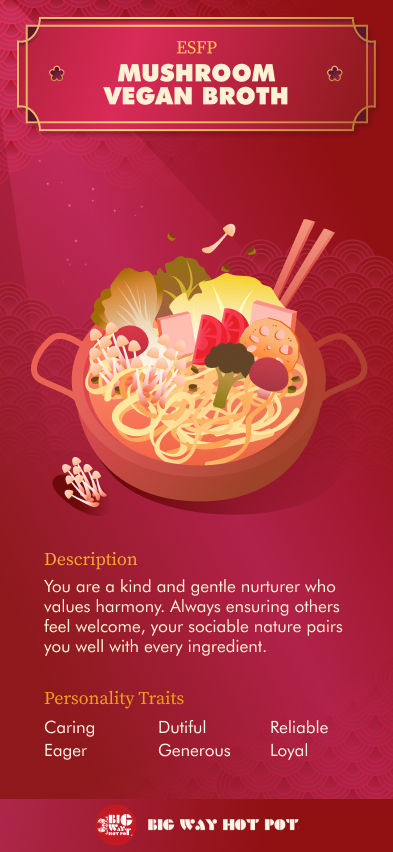 ESFP
MUSHROOM
VEGAN BROTH
Description
You are a kind and gentle nurturer who
values harmony. Always ensuring others
feel welcome, your sociable nature pairs
you well with every ingredient.
Personality Traits
Caring Dutiful Reliable
Eager Generous Loyal
BIG
WAY
HOT POT
BIG WAY HOT POT